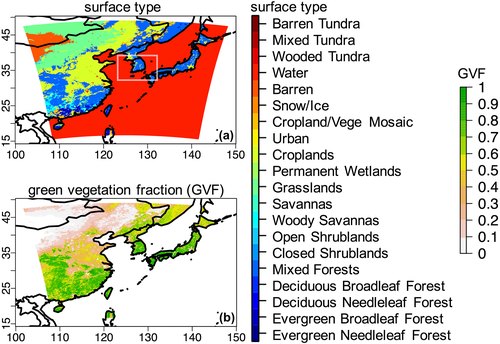 surface type
45
35
25
15
(a)
100 110 120 130 140 150
green vegetation fraction (GVF)
45
35
25
15
(b)
100 110 120 130 140 150
surface type
Barren Tundra
Mixed Tundra
Wooded Tundra
Water
Barren
Snow/Ice
Cropland/Vege Mosaic
Urban
Croplands
Permanent Wetlands
Grasslands
Savannas
Woody Savannas
Open Shrublands
Closed Shrublands
Mixed Forests
Deciduous Broadleaf Forest
Deciduous Needleleaf Forest
Evergreen Broadleaf Forest
Evergreen Needleleaf Forest
GVF
1
0.9
0.8
0.7
0.6
0.5
0.4
0.3
0.2
0.1
0